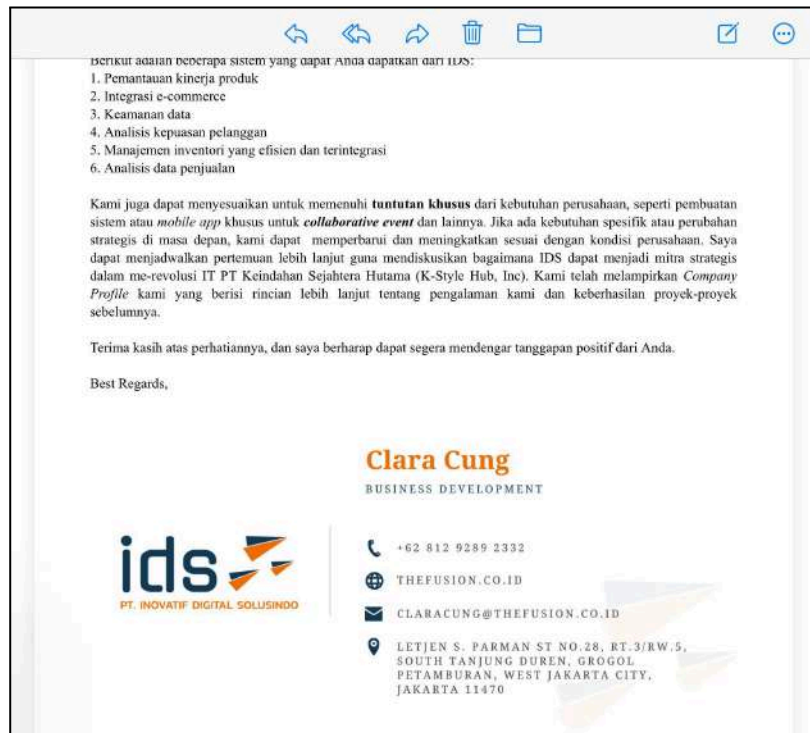 Berikut adalah beberapa sistem yang dapat Anda dapatkan dari IDS:
1. Pemantauan kinerja produk
2. Integrasi e-commerce
3. Keamanan data
4. Analisis kepuasan pelanggan
5. Manajemen inventori yang efisien dan terintegrasi
6. Analisis data penjualan
Kami juga dapat menyesuaikan untuk memenuhi tuntutan khusus dari kebutuhan perusahaan, seperti pembuatan
sistem atau mobile app khusus untuk collaborative event dan lainnya. Jika ada kebutuhan spesifik atau perubahan
strategis di masa depan, kami dapat memperbarui dan meningkatkan sesuai dengan kondisi perusahaan. Saya
dapat menjadwalkan pertemuan lebih lanjut guna mendiskusikan bagaimana IDS dapat menjadi mitra strategis
dalam me-revolusi IT PT Keindahan Sejahtera Hutama (K-Style Hub, Inc). Kami telah melampirkan Company
Profile kami yang berisi rincian lebih lanjut tentang pengalaman kami dan keberhasilan proyek-proyek
sebelumnya.
Terima kasih atas perhatiannya, dan saya berharap dapat segera mendengar tanggapan positif dari Anda.
Best Regards,
Clara Cung
BUSINESS DEVELOPMENT
ids
PT. INOVATIF DIGITAL SOLUSINDO
+62 812 9289 2332
THEFUSION.CO.ID
CLARACUNG@THEFUSION.CO.ID
LETJEN S. PARMAN ST NO.28, RT.3/RW.5,
SOUTH TANJUNG DUREN, GROGOL
PETAMBURAN, WEST JAKARTA CITY,
JAKARTA 11470